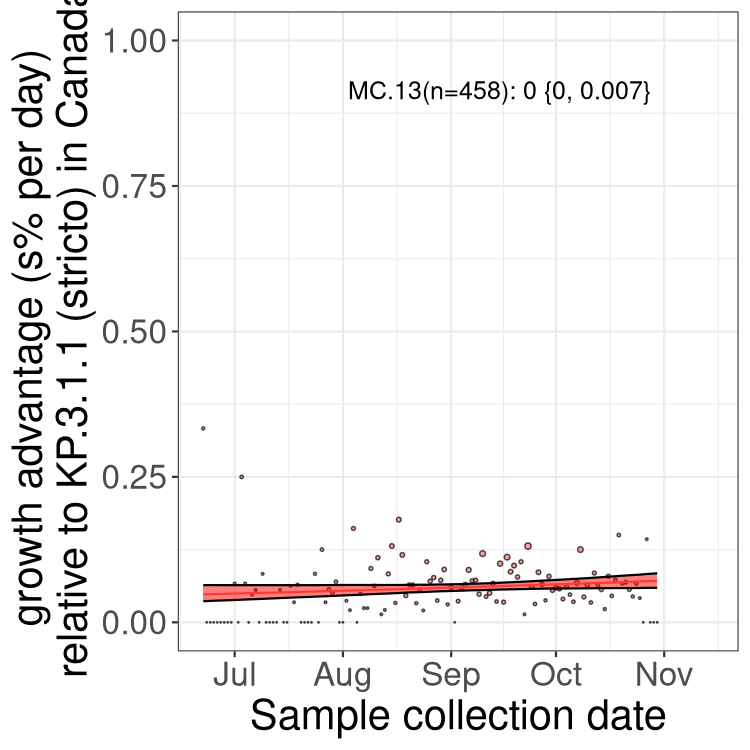 growth advantage (s% per day)
relative to KP.3.1.1 (stricto) in Canada
1.00
0.75
0.50
0.25
0.00
MC.13(n=458): 0 {0, 0.007}
Jul Aug Sep Oct Nov
Sample collection date